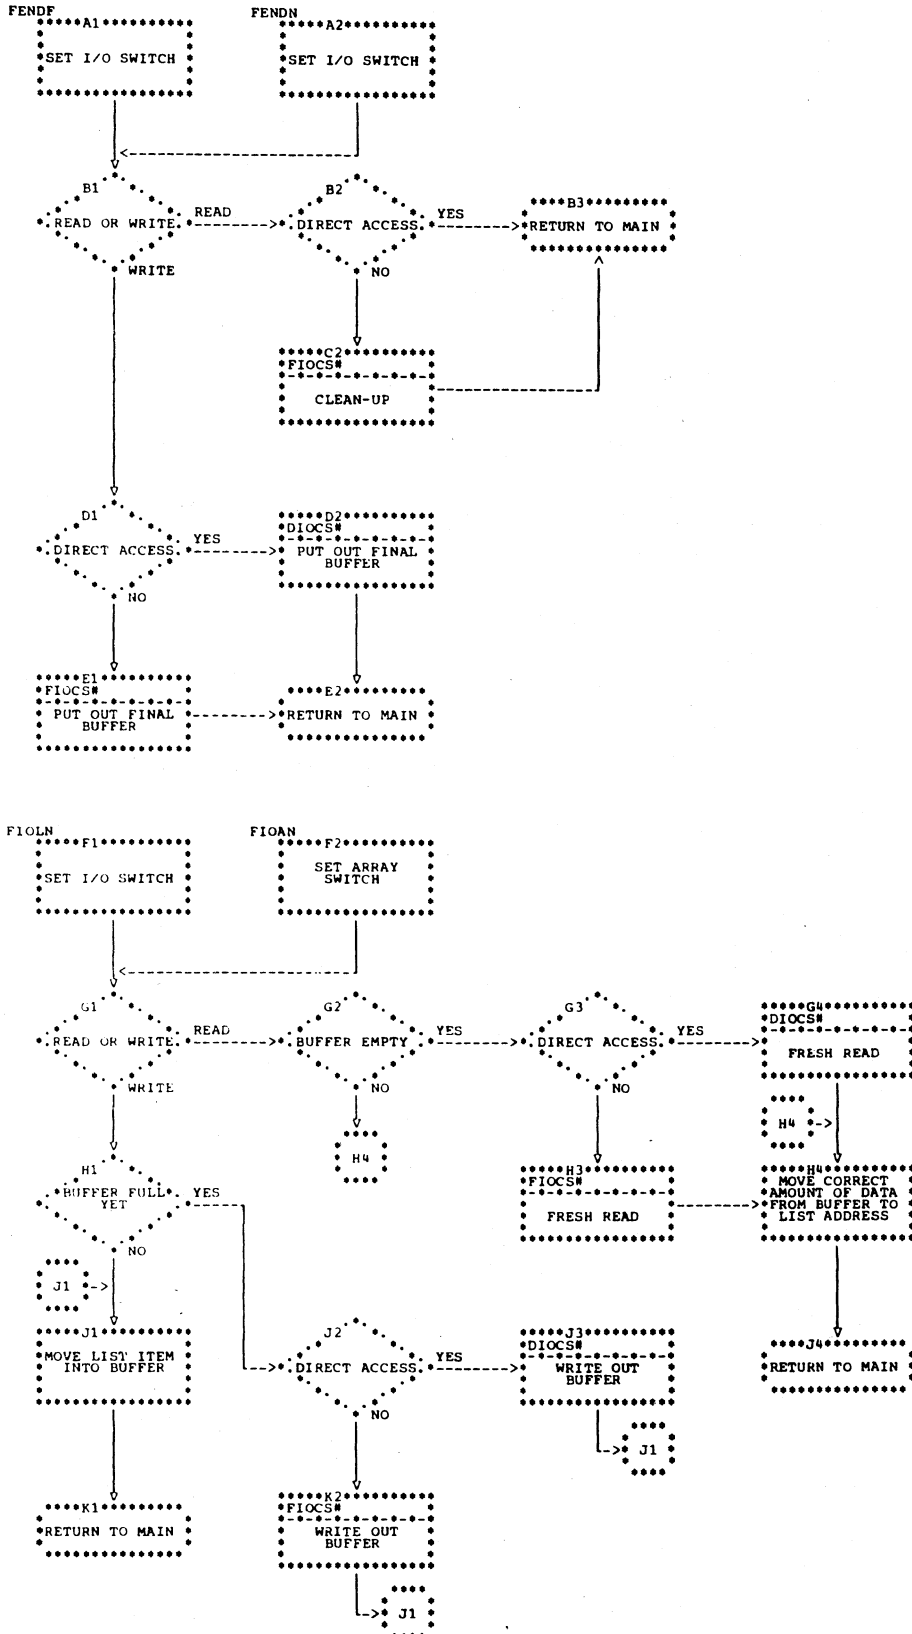 FENDF
FENDN
A1
SET I/O SWITCH
A2
SET I/O SWITCH
B1
READ OR WRITE
READ
WRITE
B2
DIRECT ACCESS
YES
NO
B3
RETURN TO MAIN
C2
FIOCS#
CLEAN-UP
D1
DIRECT ACCESS
YES
NO
D2
DIOCS#
PUT OUT FINAL
BUFFER
E1
FIOCS#
PUT OUT FINAL
BUFFER
E2
RETURN TO MAIN
FIOLN
FIOAN
F1
SET I/O SWITCH
F2
SET ARRAY
SWITCH
G1
READ OR WRITE
READ
WRITE
G2
BUFFER EMPTY
YES
NO
G3
DIRECT ACCESS
YES
NO
G4
DIOCS#
FRESH READ
H4
H4
H1
BUFFER FULL
YET
YES
NO
H3
FIOCS#
FRESH READ
H4
MOVE CORRECT
AMOUNT OF DATA
FROM BUFFER TO
LIST ADDRESS
J1
J1
MOVE LIST ITEM
INTO BUFFER
J2
DIRECT ACCESS
YES
NO
J3
DIOCS#
WRITE OUT
BUFFER
J4
RETURN TO MAIN
J1
K1
RETURN TO MAIN
K2
FIOCS#
WRITE OUT
BUFFER
J1